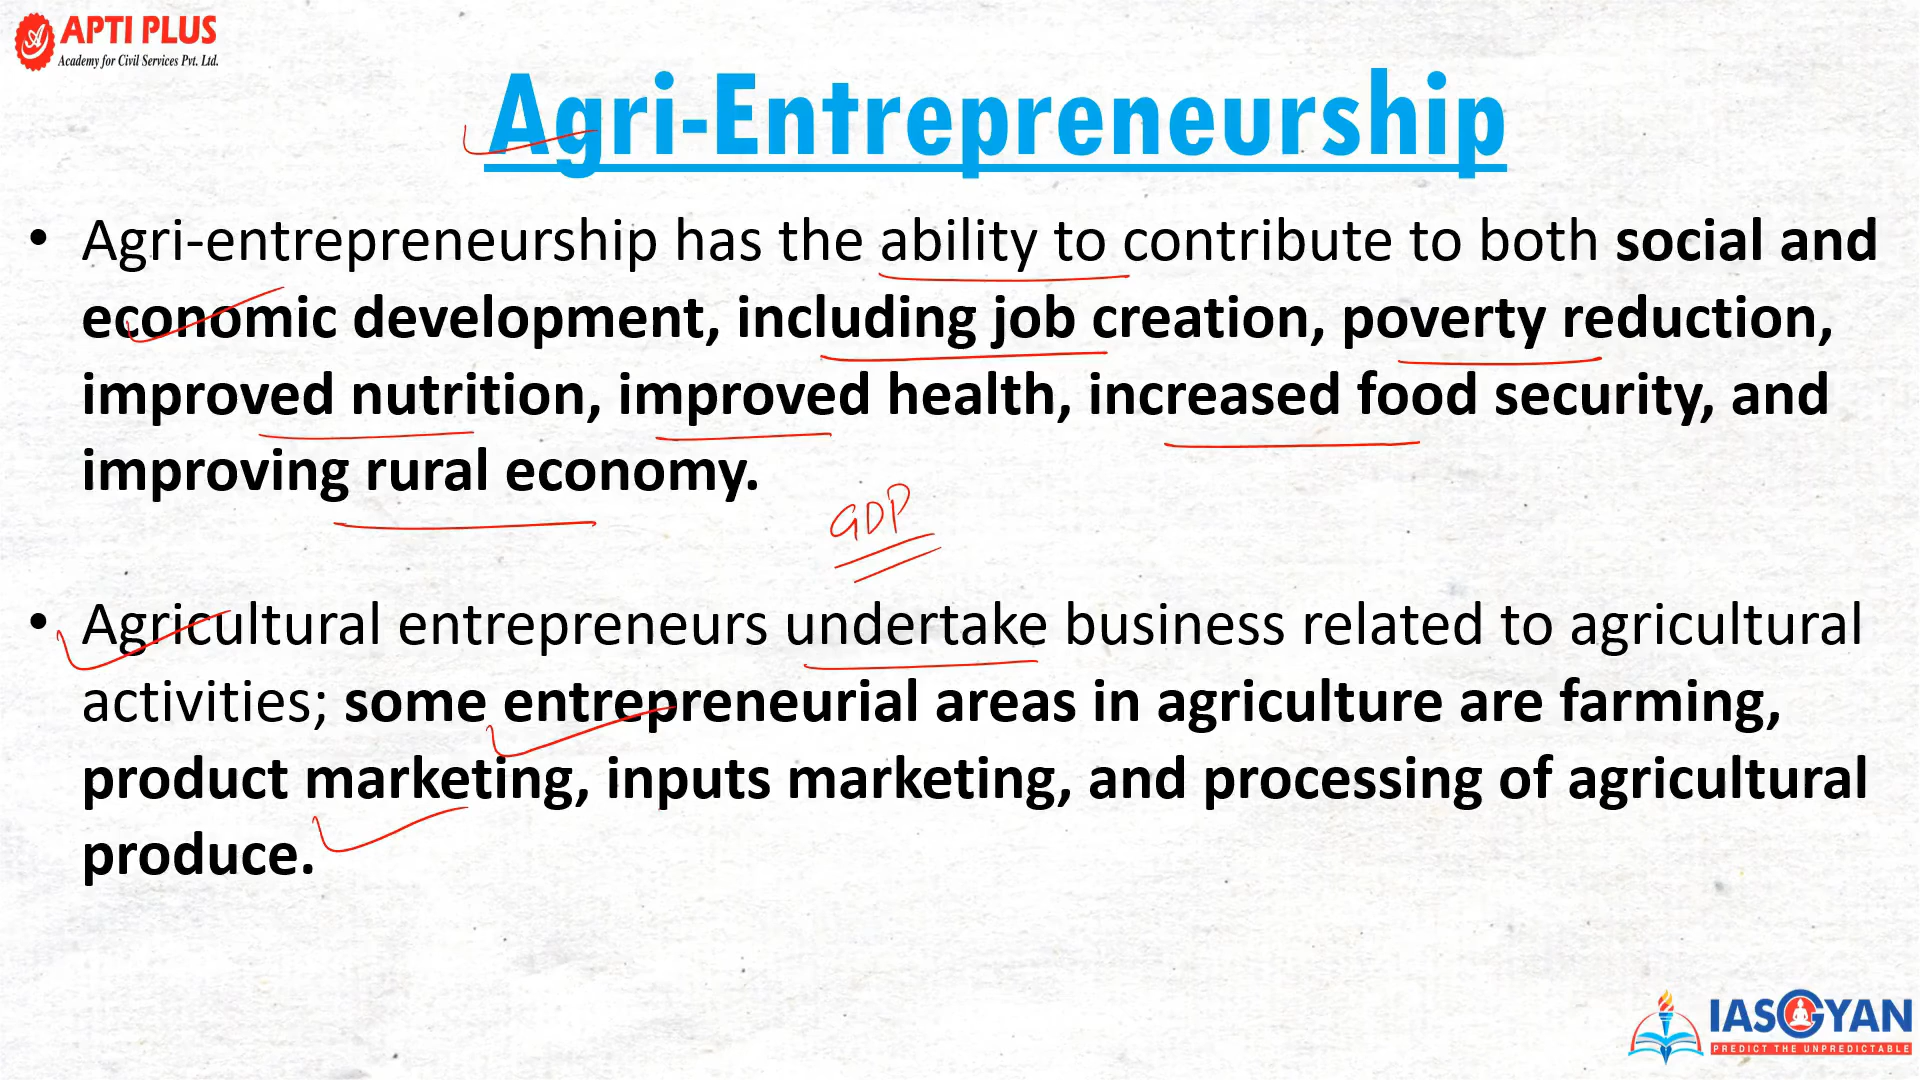 APTI PLUS
Academy for Civil Services Pvt. Ltd.
Agri-Entrepreneurship
• Agri-entrepreneurship has the ability to contribute to both social and
economic development, including job creation, poverty reduction,
improved nutrition, improved health, increased food security, and
improving rural economy.
GDP
• Agricultural entrepreneurs undertake business related to agricultural
activities; some entrepreneurial areas in agriculture are farming,
product marketing, inputs marketing, and processing of agricultural
produce.
IASGYAN
PREDICT THE UNPREDICTABLE